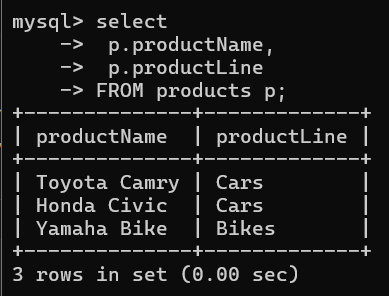 mysql> select
    ->  p.productName,
    ->  p.productLine
    -> FROM products p;
+--------------+-------------+
| productName  | productLine |
+--------------+-------------+
| Toyota Camry | Cars        |
| Honda Civic  | Cars        |
| Yamaha Bike  | Bikes       |
+--------------+-------------+
3 rows in set (0.00 sec)